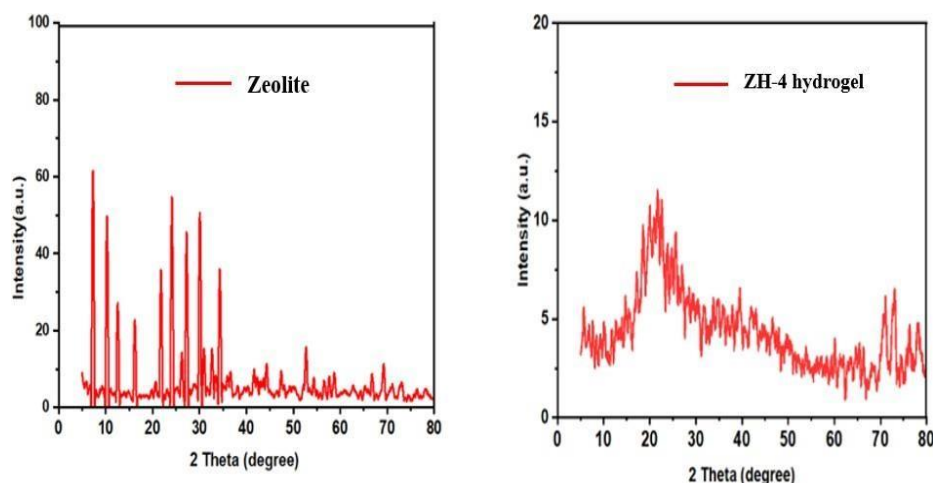 100
80
60
40
20
0
Intensity(a.u.)
Zeolite
0 10 20 30 40 50 60 70 80
2 Theta (degree)
20
15
10
5
0
Intensity (a.u.)
ZH-4 hydrogel
0 10 20 30 40 50 60 70 80
2 Theta (degree)